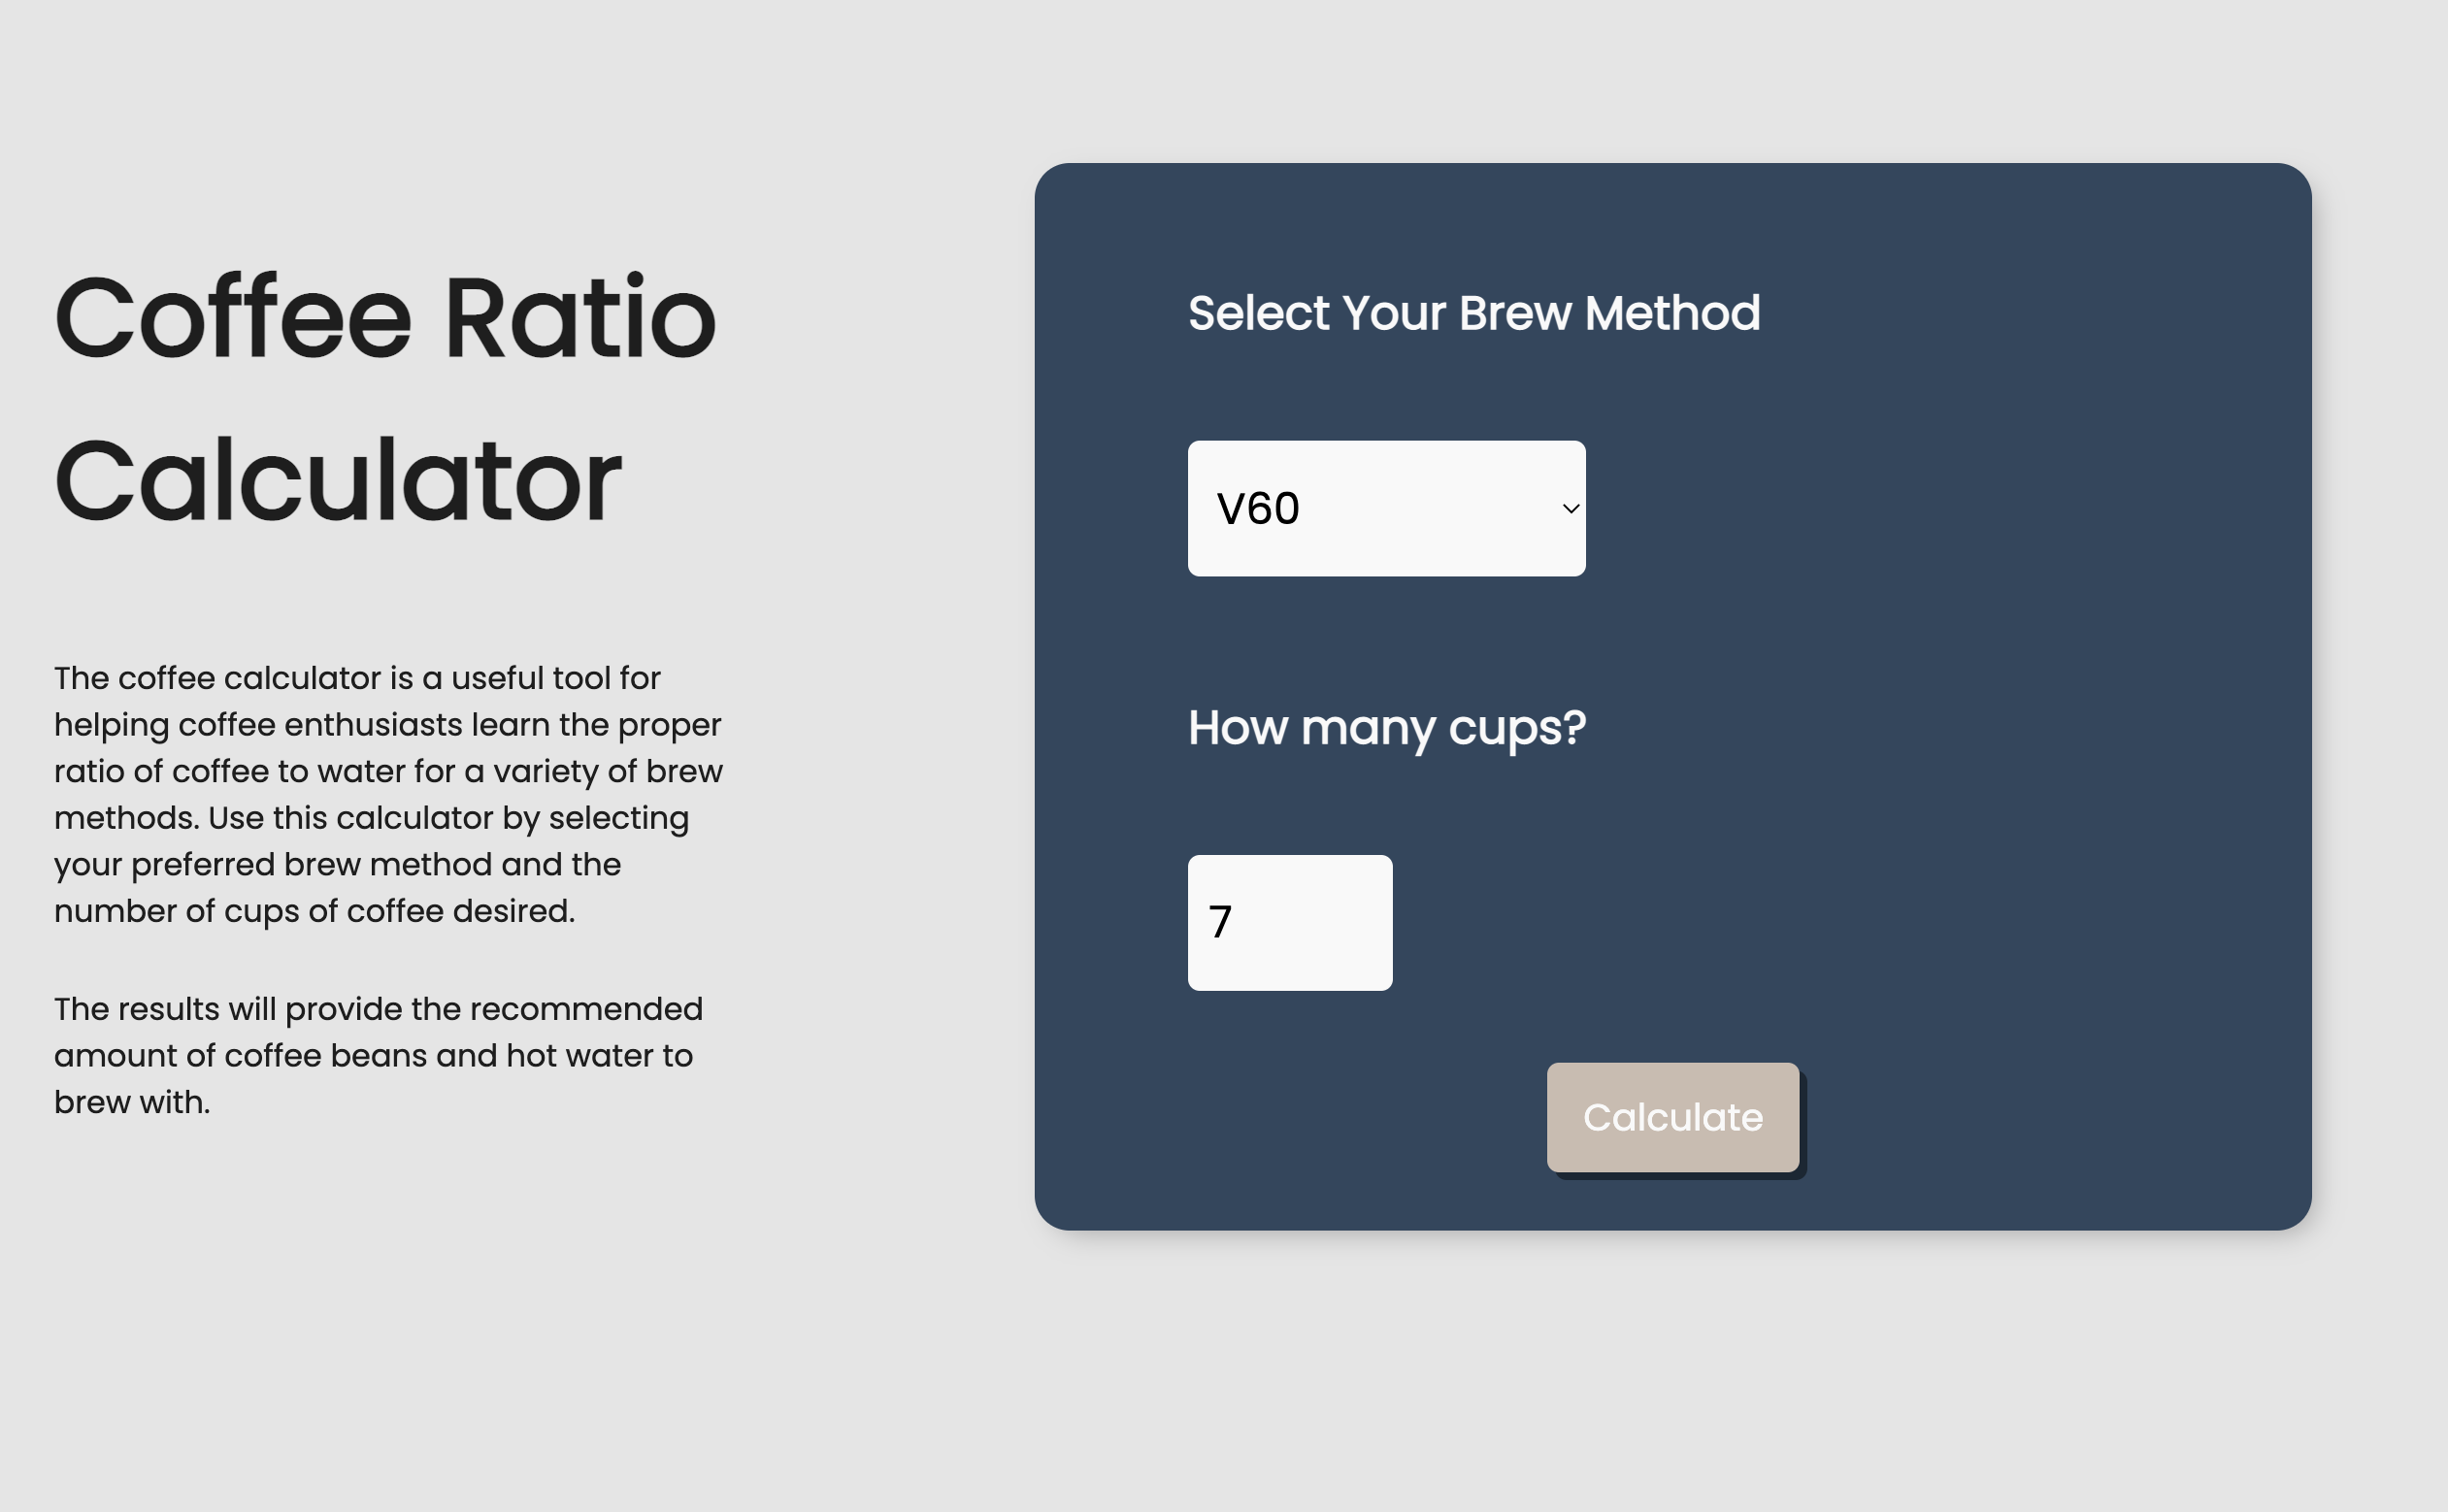 Coffee Ratio
Calculator
The coffee calculator is a useful tool for
helping coffee enthusiasts learn the proper
ratio of coffee to water for a variety of brew
methods. Use this calculator by selecting
your preferred brew method and the
number of cups of coffee desired.
The results will provide the recommended
amount of coffee beans and hot water to
brew with.
Select Your Brew Method
V60
How many cups?
7
Calculate